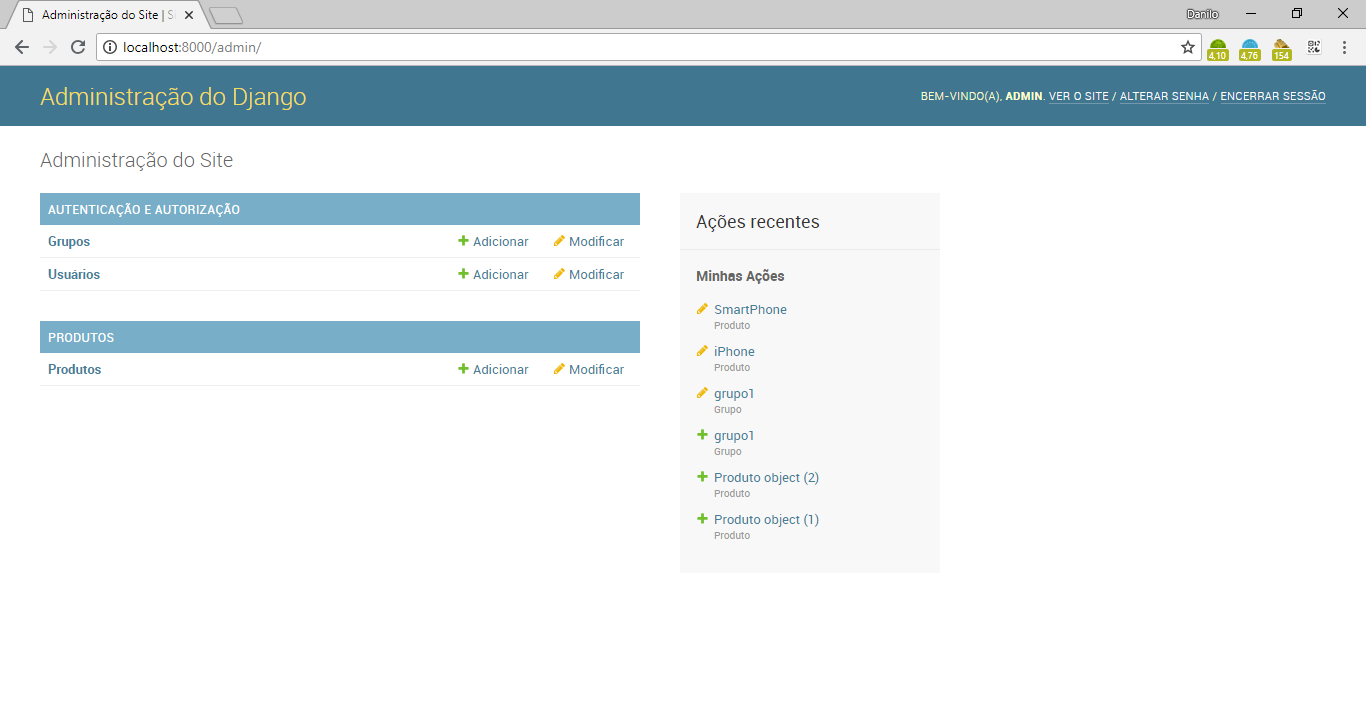 Administração do Site | S
Danilo
localhost:8000/admin/
4,10 4,76 154
Administração do Django
BEM-VINDO(A), ADMIN. VER O SITE / ALTERAR SENHA / ENCERRAR SESSÃO
Administração do Site
AUTENTICAÇÃO E AUTORIZAÇÃO
Grupos Adicionar Modificar
Usuários Adicionar Modificar
PRODUTOS
Produtos Adicionar Modificar
Ações recentes
Minhas Ações
SmartPhone
Produto
iPhone
Produto
grupo1
Grupo
grupo1
Grupo
Produto object (2)
Produto
Produto object (1)
Produto